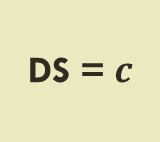 DS = c